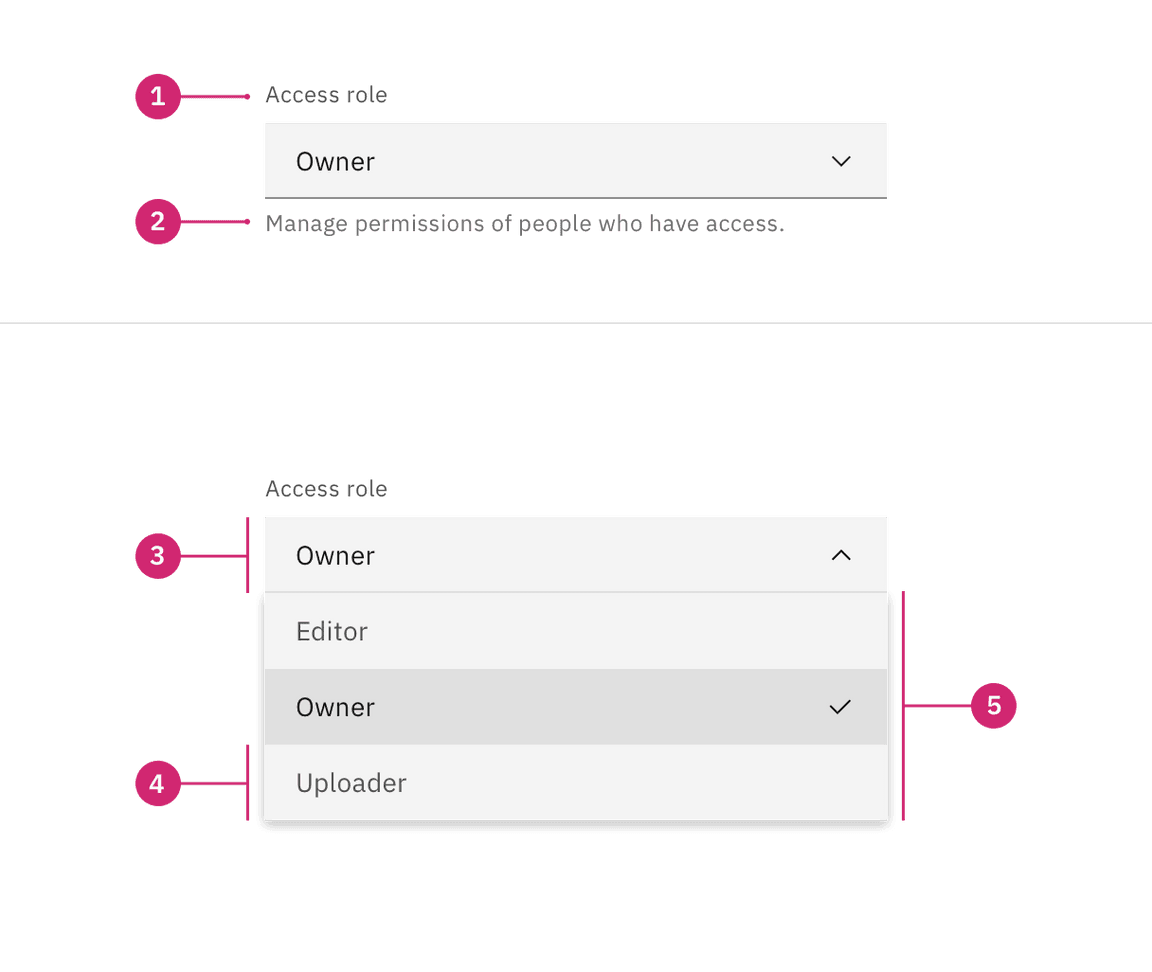 1 Access role
Owner
2 Manage permissions of people who have access.
Access role
3 Owner
Editor
Owner
5
4 Uploader